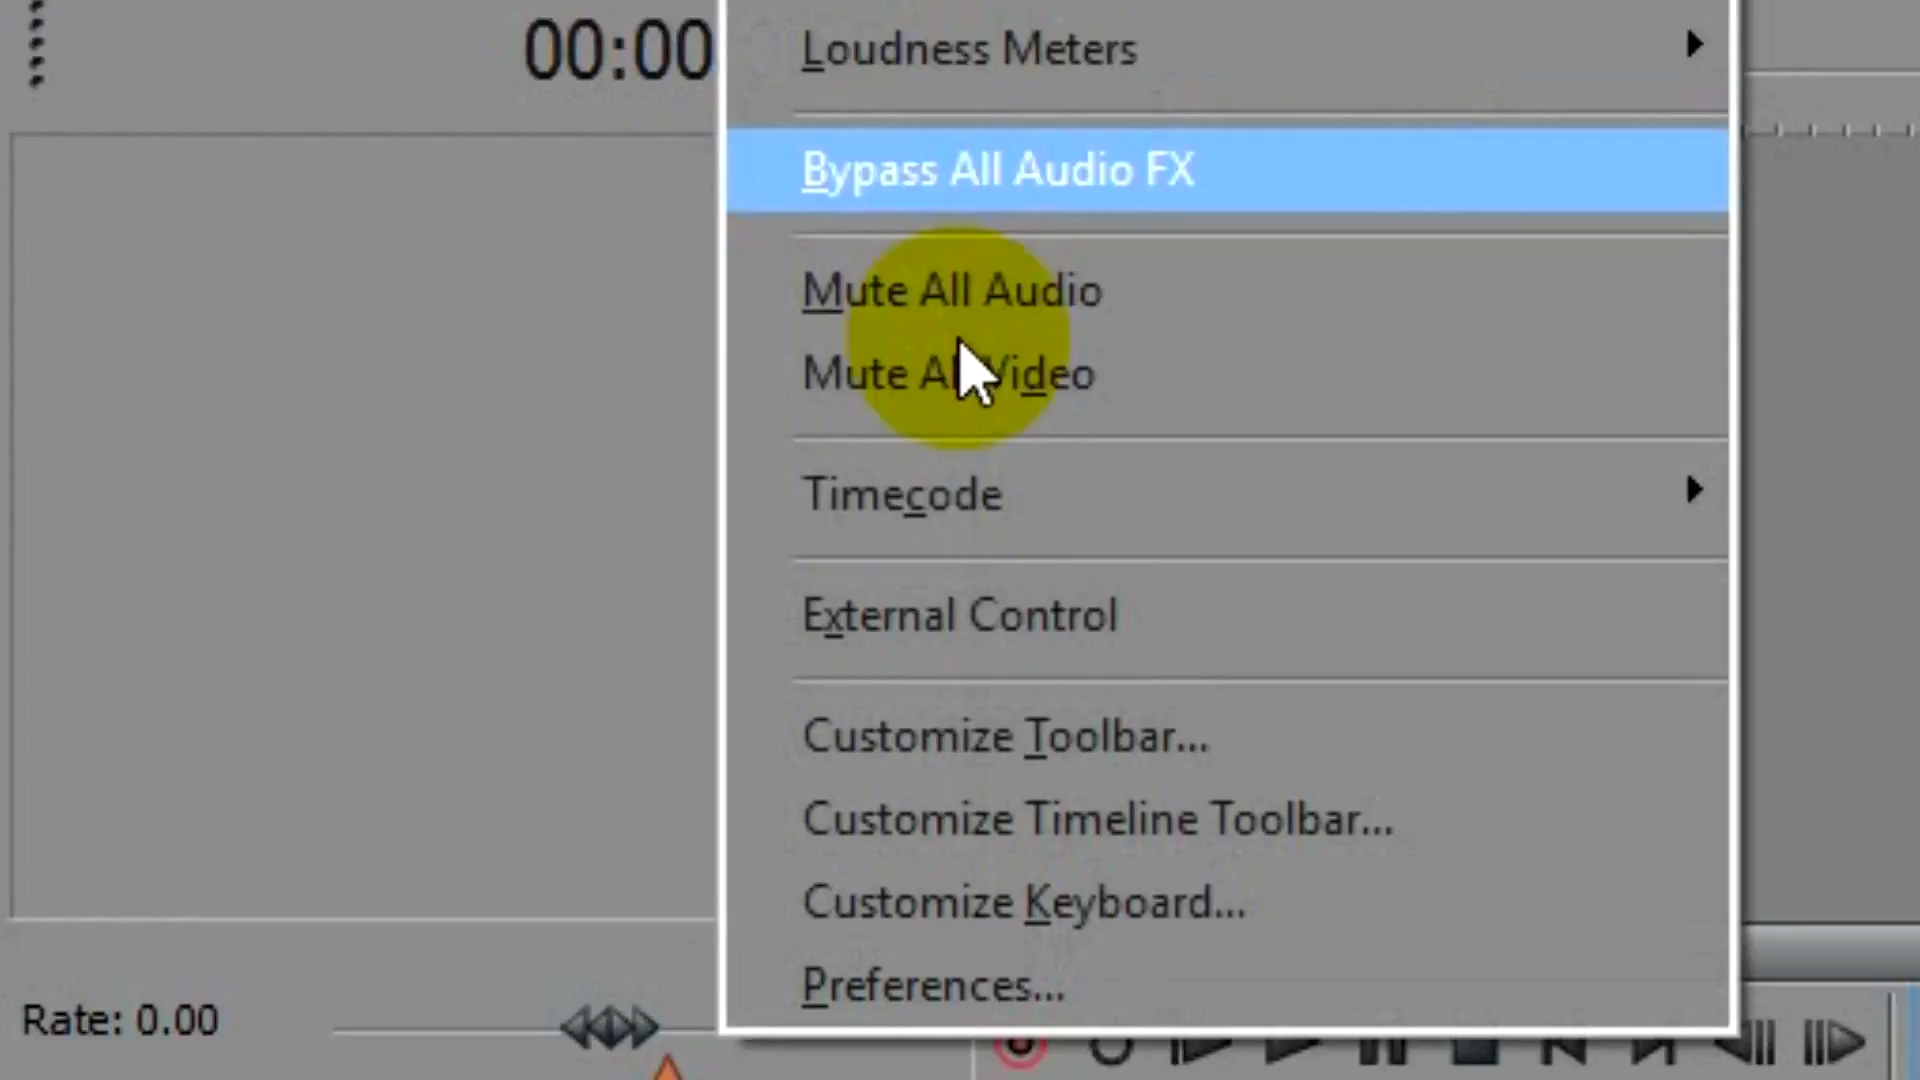 00:00
Loudness Meters
Bypass All Audio FX
Mute All Audio
Mute All Video
Timecode
External Control
Customize Toolbar...
Customize Timeline Toolbar...
Customize Keyboard...
Preferences...
Rate: 0.00